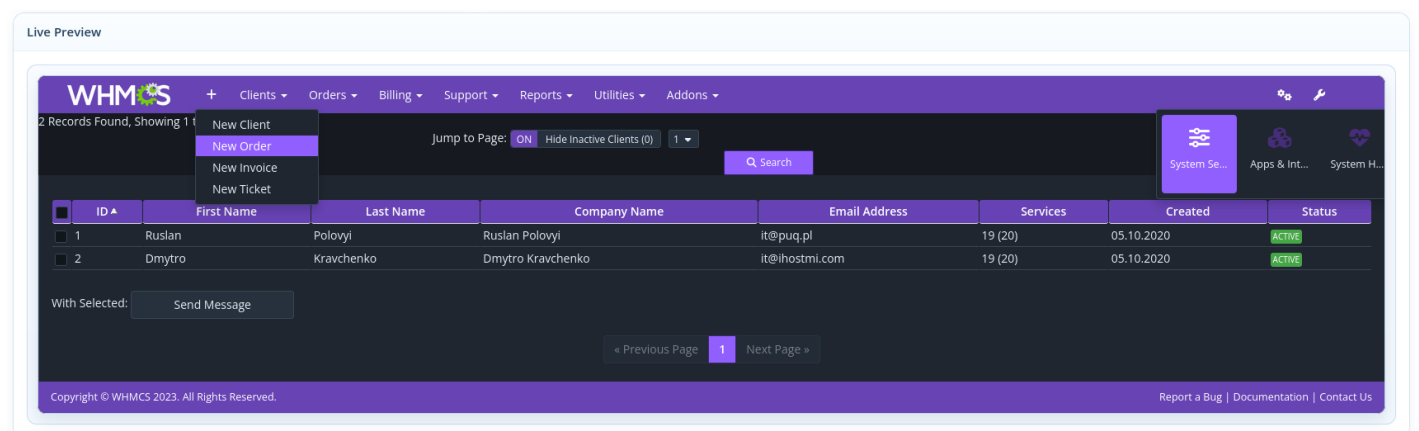 Live Preview
WHMCS + Clients Orders Billing Support Reports Utilities Addons
2 Records Found, Showing 1 t
New Client
New Order
New Invoice
New Ticket
Jump to Page: ON Hide Inactive Clients (0) 1
Search
System Se... Apps & Int... System H...
ID First Name Last Name Company Name Email Address Services Created Status
1 Ruslan Polovyi Ruslan Polovyi it@puq.pl 19 (20) 05.10.2020 ACTIVE
2 Dmytro Kravchenko Dmytro Kravchenko it@ihostmi.com 19 (20) 05.10.2020 ACTIVE
With Selected: Send Message
« Previous Page 1 Next Page »
Copyright © WHMCS 2023. All Rights Reserved. Report a Bug | Documentation | Contact Us